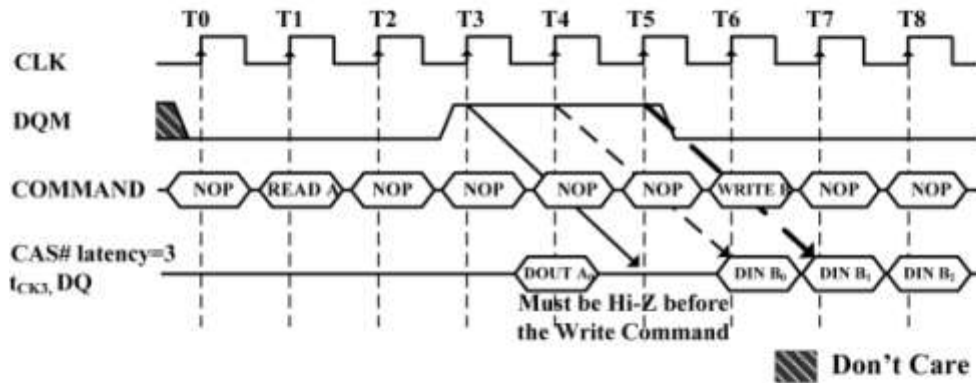 T0 T1 T2 T3 T4 T5 T6 T7 T8
CLK
DQM
COMMAND NOP READ A NOP NOP NOP NOP WRITE B NOP NOP
CAS# latency=3
tCK3, DQ DOUT A0 DIN B0 DIN B1 DIN B2
Must be Hi-Z before
the Write Command
Don't Care